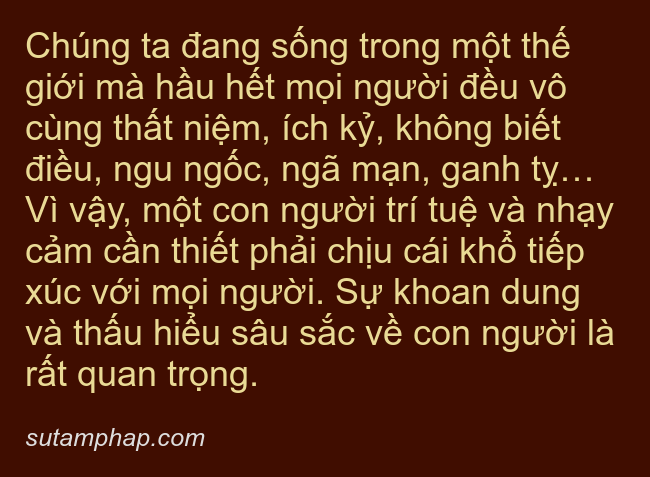 Chúng ta đang sống trong một thế
giới mà hầu hết mọi người đều vô
cùng thất niệm, ích kỷ, không biết
điều, ngu ngốc, ngã mạn, ganh tỵ…
Vì vậy, một con người trí tuệ và nhạy
cảm cần thiết phải chịu cái khổ tiếp
xúc với mọi người. Sự khoan dung
và thấu hiểu sâu sắc về con người là
rất quan trọng.
sutamphap.com